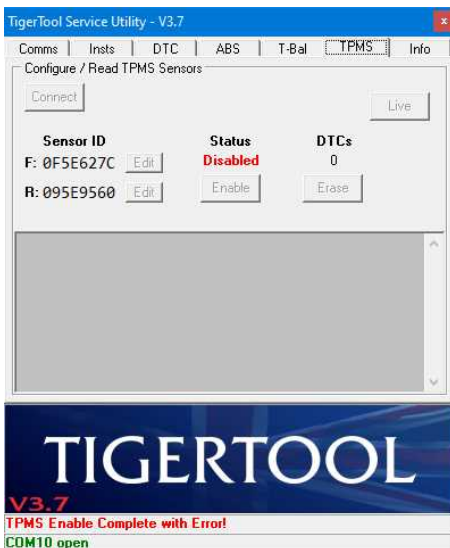 TigerTool Service Utility - V3.7
x
Comms | Insts | DTC | ABS | T-Bal | TPMS | Info
Configure / Read TPMS Sensors
Connect
Live
Sensor ID Status DTCs
F: 0F5E627C Edit Disabled 0
R: 095E9560 Edit Enable Erase
TIGERTOOL
V3.7
TPMS Enable Complete with Error!
COM10 open